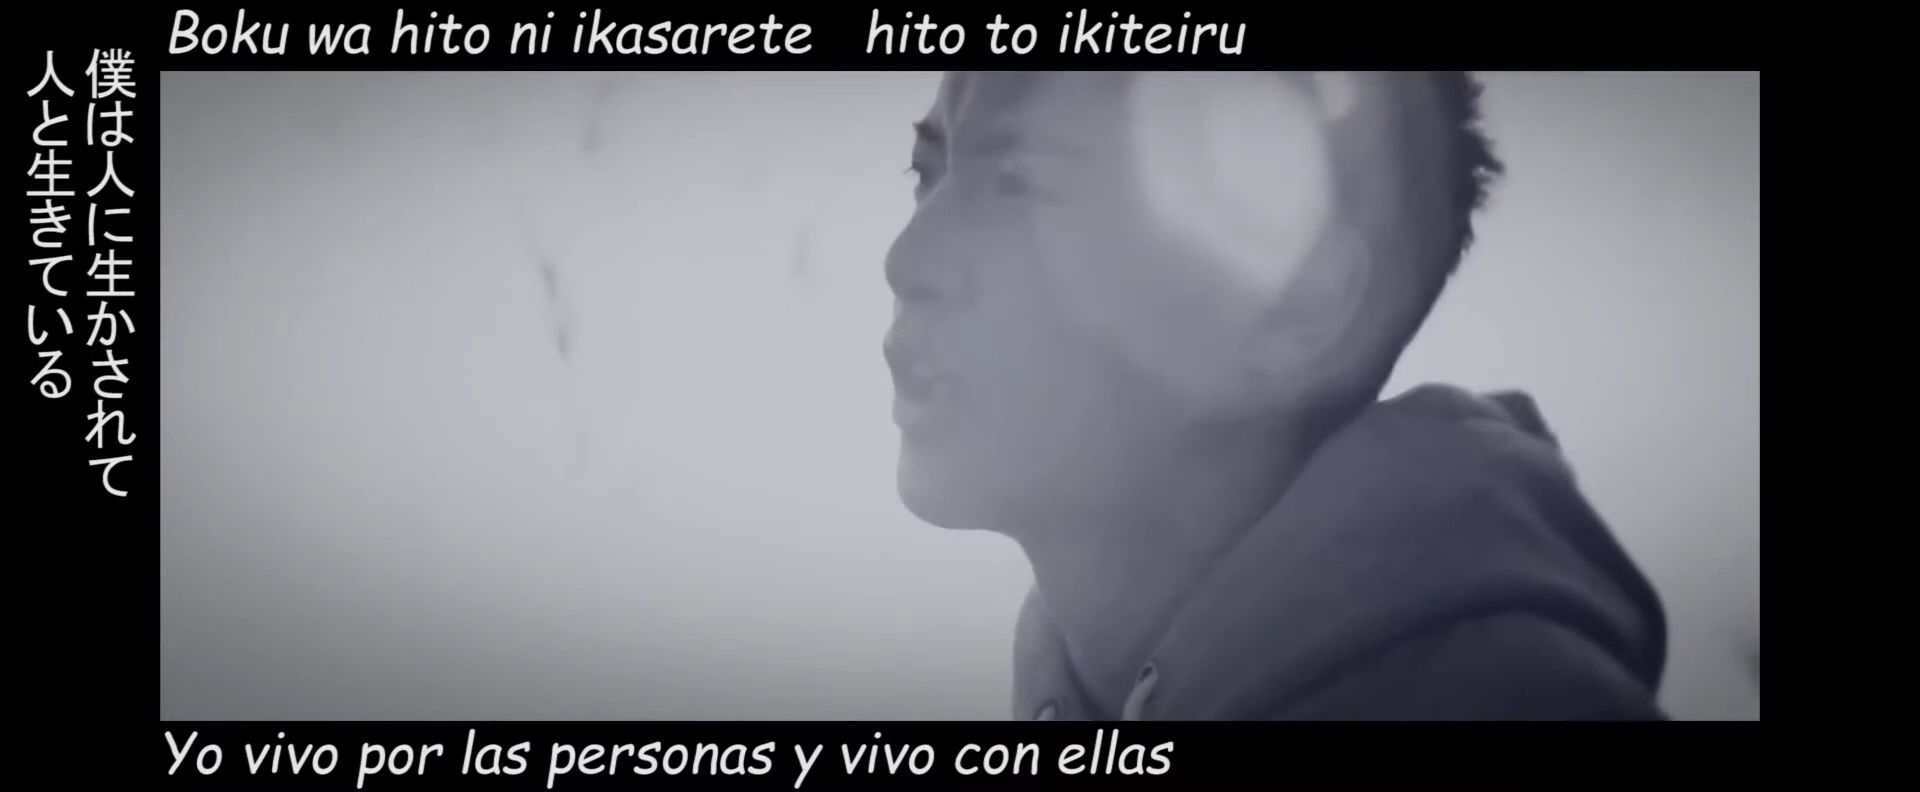 Boku wa hito ni ikasarete hito to ikiteiru
僕は人に生かされて
人と生きている
Yo vivo por las personas y vivo con ellas